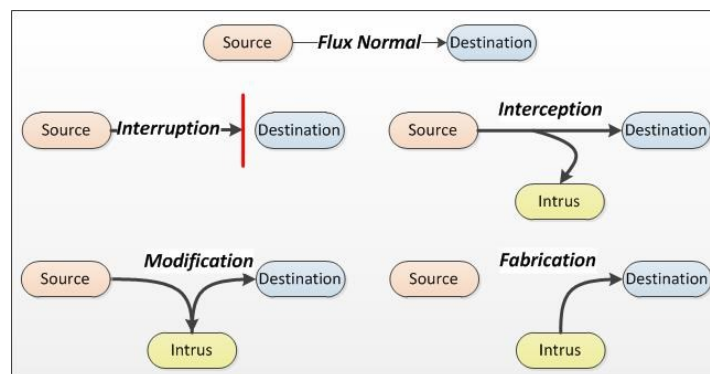 Source Flux Normal Destination
Source Interruption Destination
Interception
Source Destination
Intrus
Modification
Source Destination
Intrus
Fabrication
Source Destination
Intrus